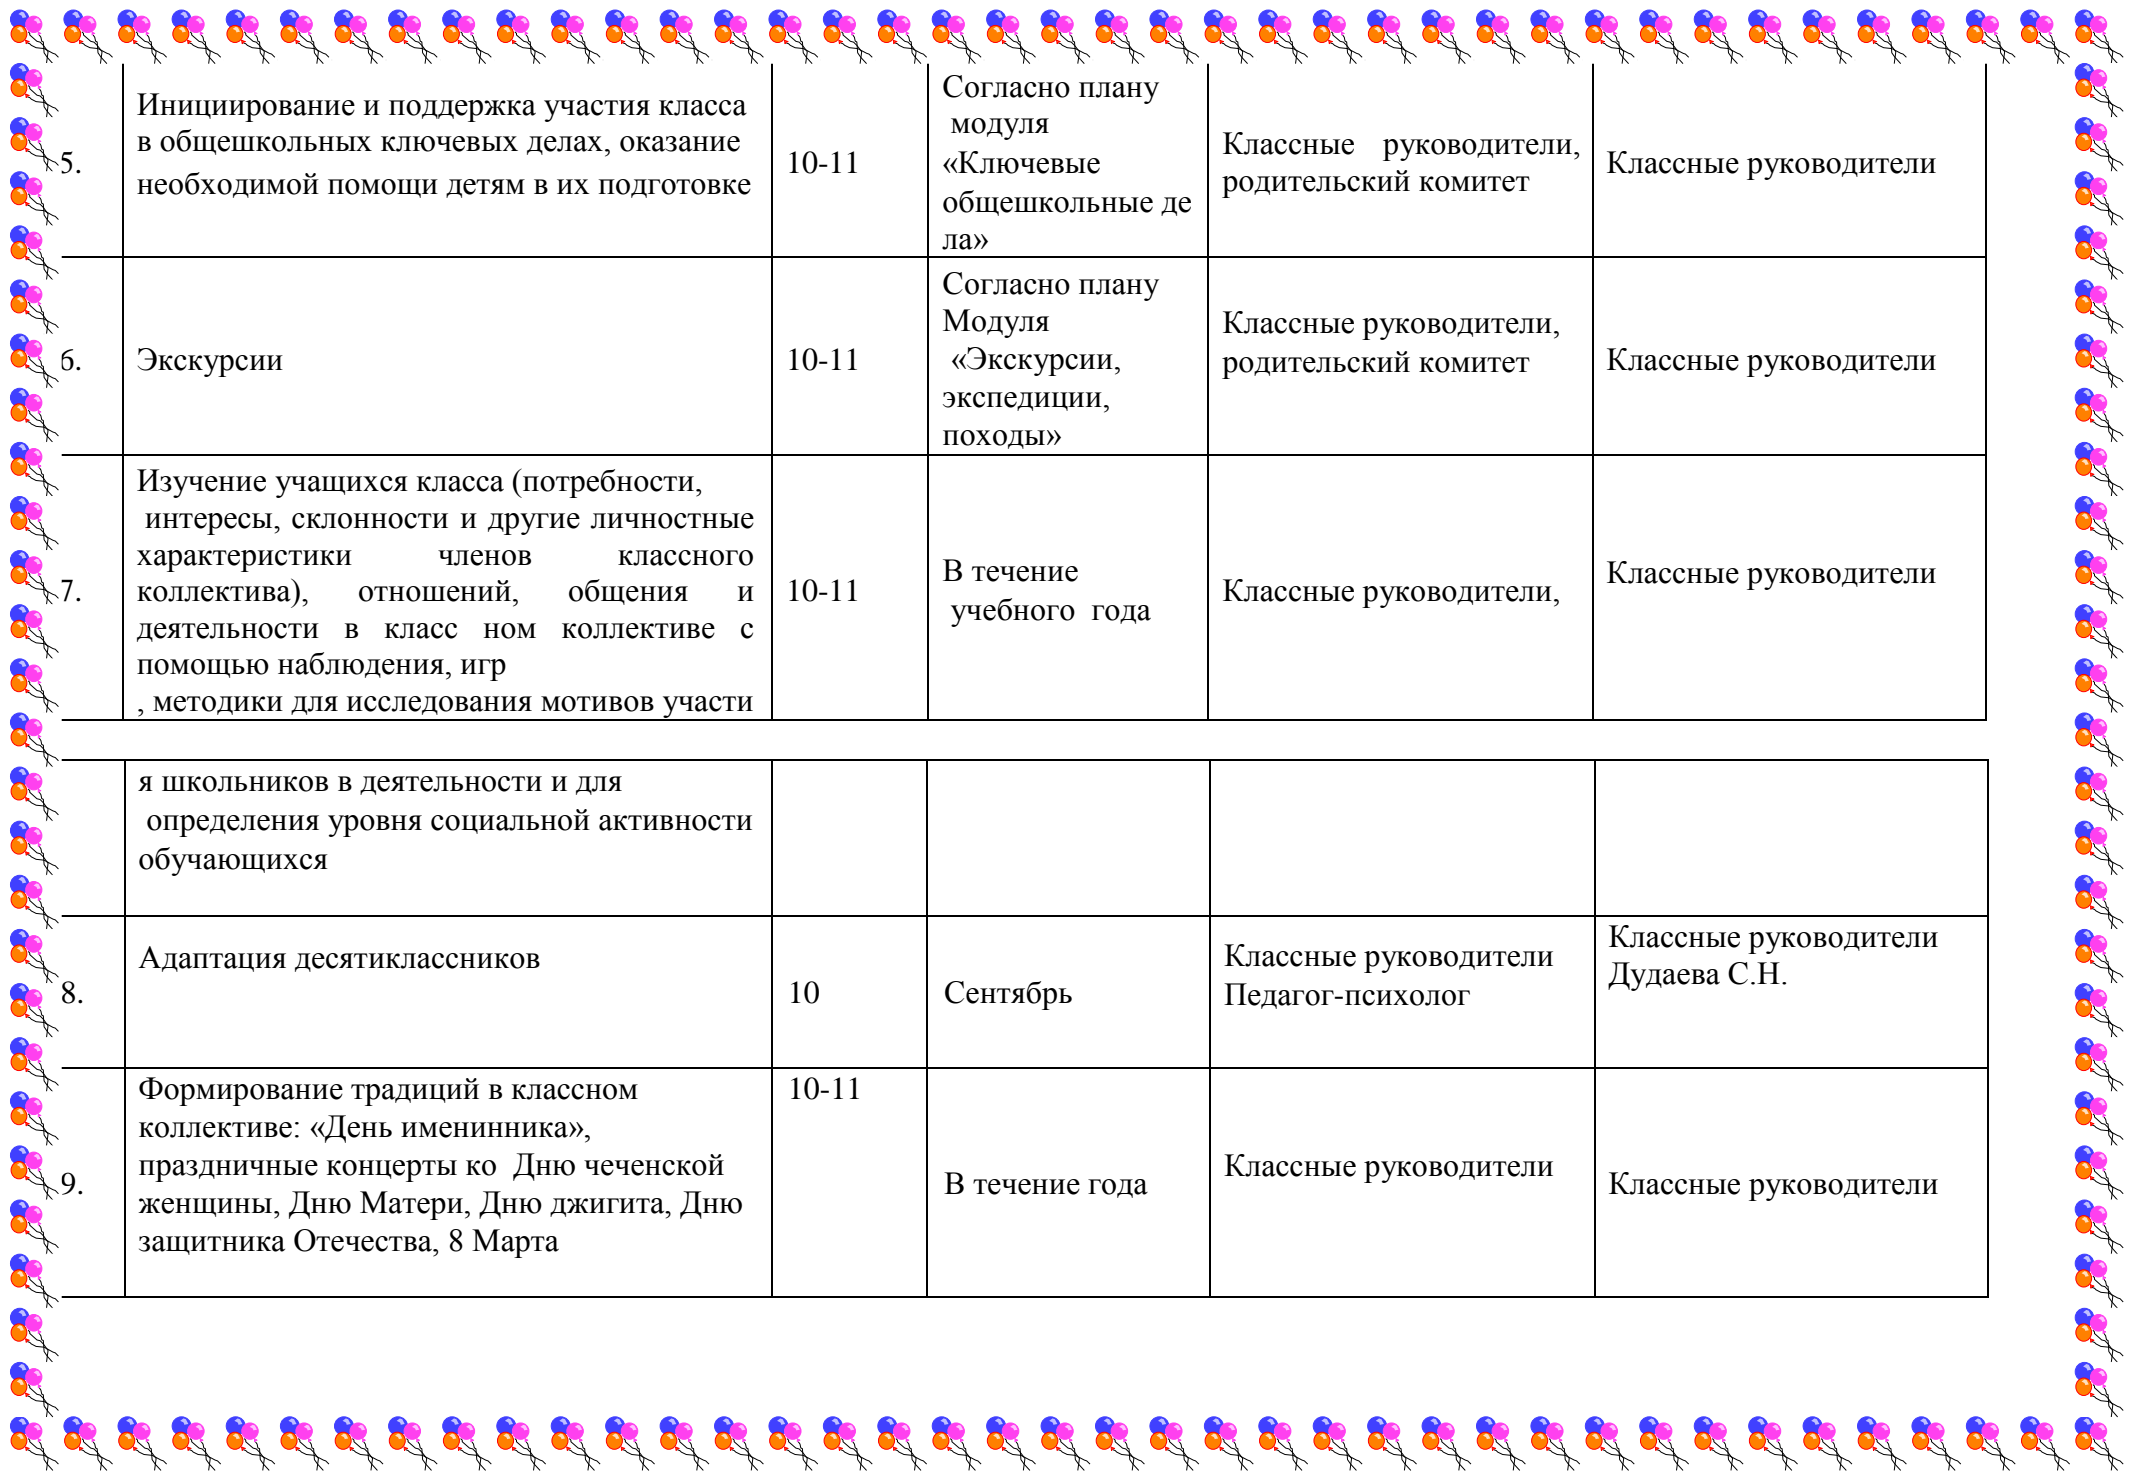 5.
Инициирование и поддержка участия класса
в общешкольных ключевых делах, оказание
необходимой помощи детям в их подготовке
10-11
Согласно плану
модуля
«Ключевые
общешкольные де
ла»
Классные руководители,
родительский комитет
Классные руководители
6.
Экскурсии
10-11
Согласно плану
Модуля
«Экскурсии,
экспедиции,
походы»
Классные руководители,
родительский комитет
Классные руководители
7.
Изучение учащихся класса (потребности,
интересы, склонности и другие личностные
характеристики членов классного
коллектива), отношений, общения и
деятельности в класс ном коллективе с
помощью наблюдения, игр
, методики для исследования мотивов участи
10-11
В течение
учебного года
Классные руководители,
Классные руководители
я школьников в деятельности и для
определения уровня социальной активности
обучающихся
8.
Адаптация десятиклассников
10
Сентябрь
Классные руководители
Педагог-психолог
Классные руководители
Дудаева С.Н.
9.
Формирование традиций в классном
коллективе: «День именинника»,
праздничные концерты ко Дню чеченской
женщины, Дню Матери, Дню джигита, Дню
защитника Отечества, 8 Марта
10-11
В течение года
Классные руководители
Классные руководители